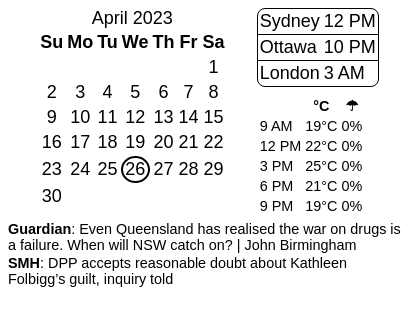 April 2023
Su Mo Tu We Th Fr Sa
1
2 3 4 5 6 7 8
9 10 11 12 13 14 15
16 17 18 19 20 21 22
23 24 25 26 27 28 29
30
Sydney 12 PM
Ottawa 10 PM
London 3 AM
°C ☂
9 AM 19°C 0%
12 PM 22°C 0%
3 PM 25°C 0%
6 PM 21°C 0%
9 PM 19°C 0%
Guardian: Even Queensland has realised the war on drugs is
a failure. When will NSW catch on? | John Birmingham
SMH: DPP accepts reasonable doubt about Kathleen
Folbigg’s guilt, inquiry told